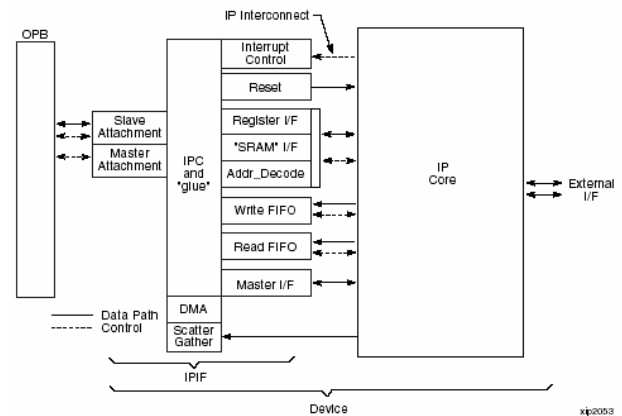 IP Interconnect
OPB
Interrupt
Control
Reset
Slave
Attachment
Master
Attachment
IPC
and
"glue"
Register I/F
"SRAM" I/F
Addr_Decode
Write FIFO
Read FIFO
Master I/F
IP
Core
External
I/F
DMA
Scatter
Gather
Data Path
Control
IPIF
Device
xip2053